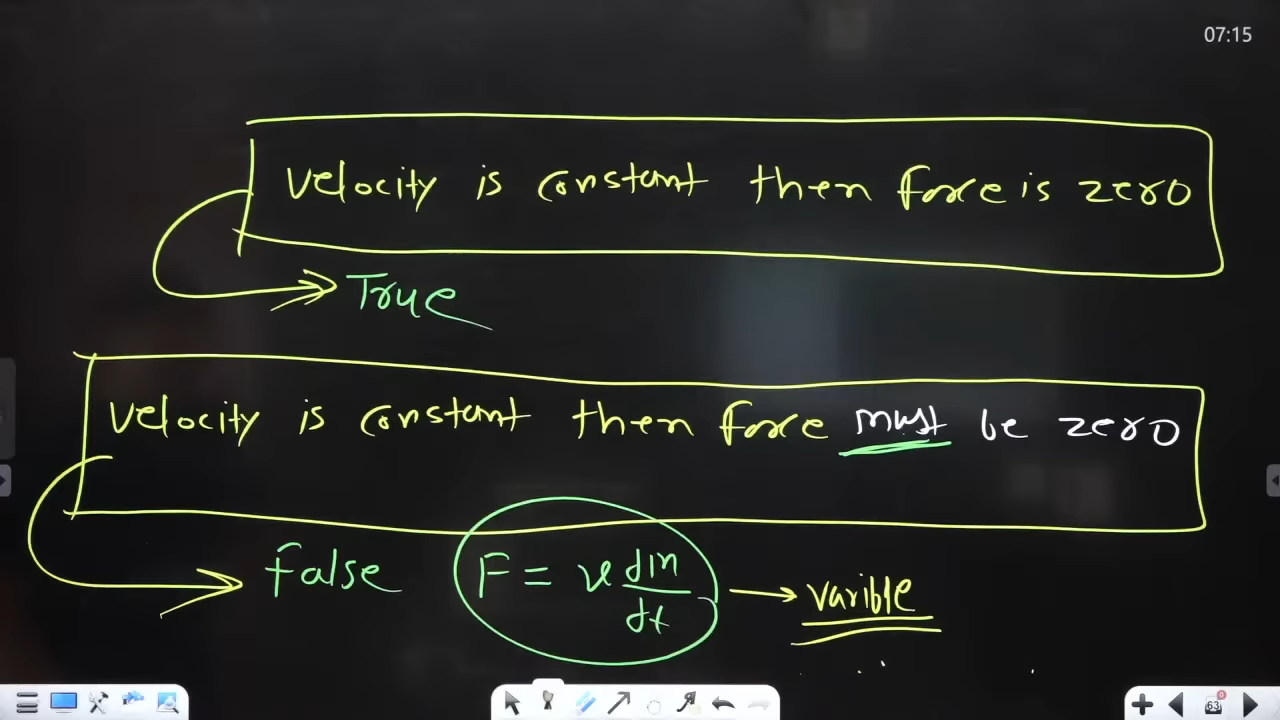 07:15
velocity is constant then force is zero
True
velocity is constant then force must be zero
false F = v dm/dt → varible
63